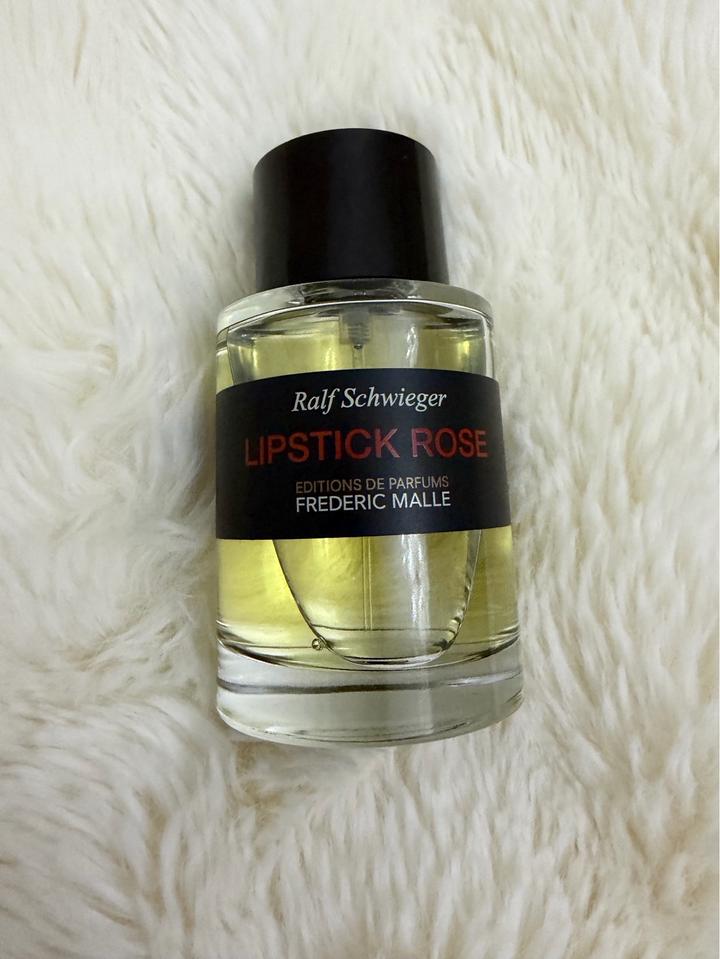 Ralf Schwieger
LIPSTICK ROSE
EDITIONS DE PARFUMS
FREDERIC MALLE